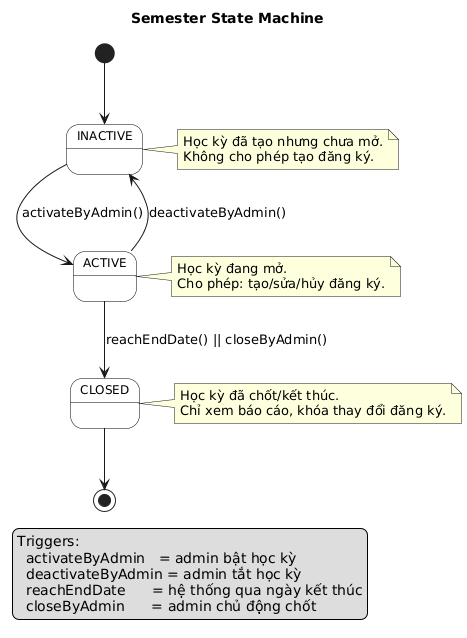 Semester State Machine
INACTIVE
Học kỳ đã tạo nhưng chưa mở.
Không cho phép tạo đăng ký.
activateByAdmin()
deactivateByAdmin()
ACTIVE
Học kỳ đang mở.
Cho phép: tạo/sửa/hủy đăng ký.
reachEndDate() || closeByAdmin()
CLOSED
Học kỳ đã chốt/kết thúc.
Chỉ xem báo cáo, khóa thay đổi đăng ký.
Triggers:
activateByAdmin = admin bật học kỳ
deactivateByAdmin = admin tắt học kỳ
reachEndDate = hệ thống qua ngày kết thúc
closeByAdmin = admin chủ động chốt